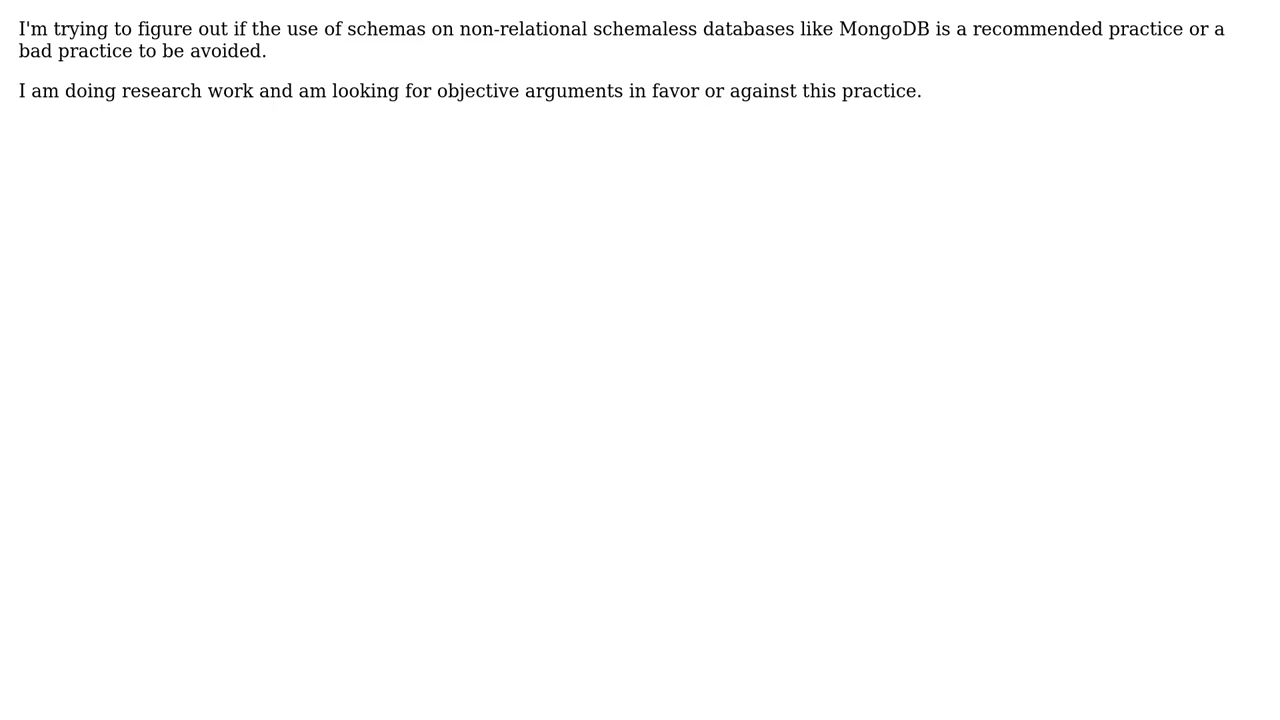 I'm trying to figure out if the use of schemas on non-relational schemaless databases like MongoDB is a recommended practice or a
bad practice to be avoided.
I am doing research work and am looking for objective arguments in favor or against this practice.